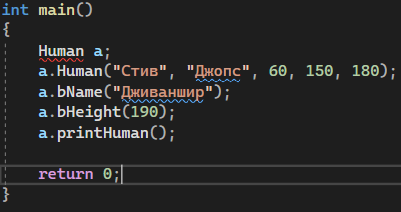 int main()
{
Human a;
a.Human("Стив", "Джопс", 60, 150, 180);
a.bName("Дживаншир");
a.bHeight(190);
a.printHuman();
return 0;
}